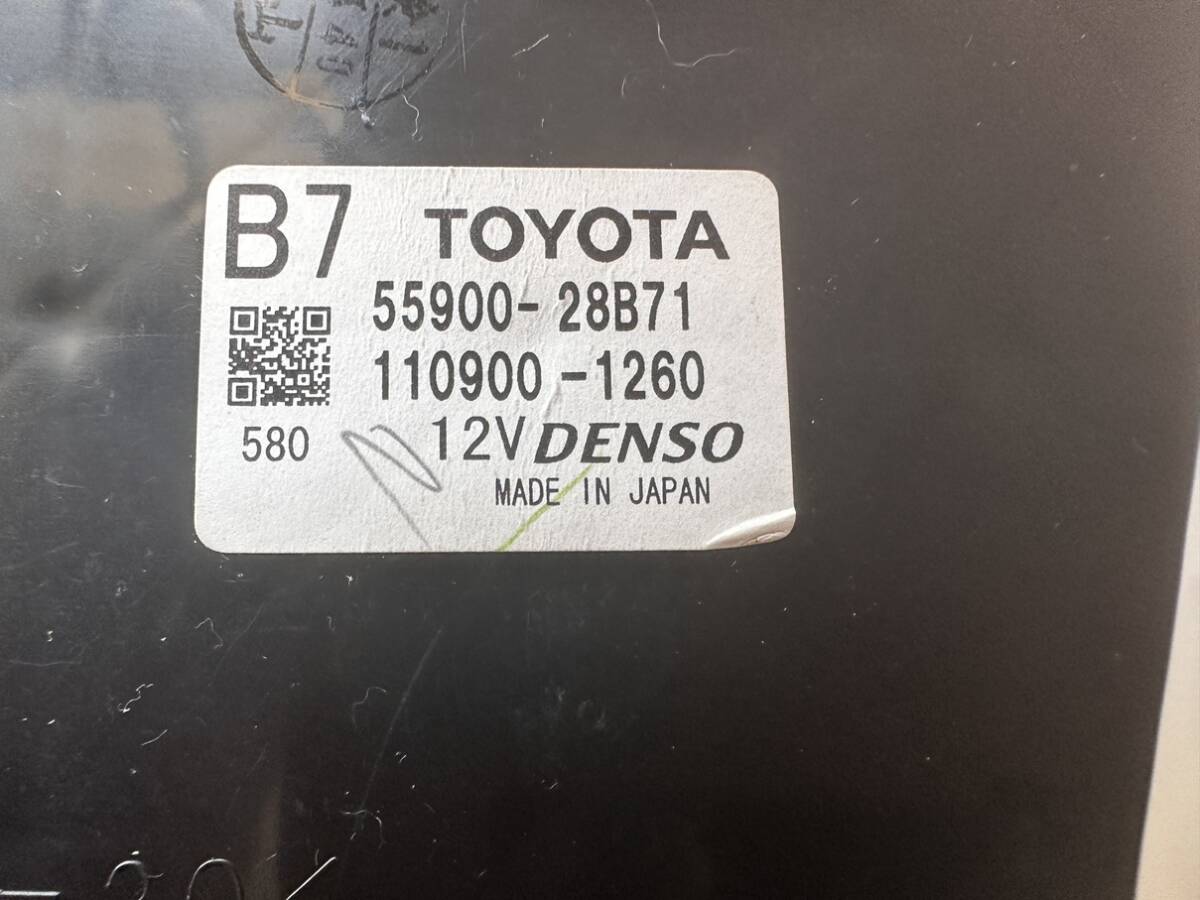 B7
TOYOTA
55900-28B71
110900-1260
580
12V DENSO
MADE IN JAPAN